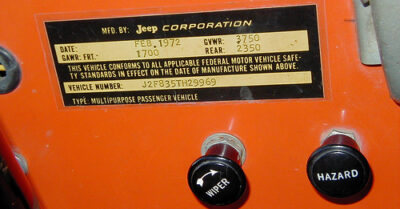 MFD. BY: Jeep CORPORATION
DATE: FEB. 1972 GVWR: 3750
GAWR: FRT.- 1700 REAR: 2350
THIS VEHICLE CONFORMS TO ALL APPLICABLE FEDERAL MOTOR VEHICLE SAFE-
TY STANDARDS IN EFFECT ON THE DATE OF MANUFACTURE SHOWN ABOVE.
VEHICLE NUMBER: J2F835TH29969
TYPE: MULTIPURPOSE PASSENGER VEHICLE
WIPER
HAZARD